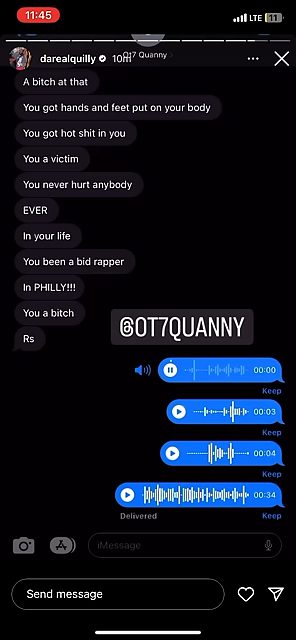 11:45
LTE 11
darealquilly 10m
Ot7 Quanny
A bitch at that
You got hands and feet put on your body
You got hot shit in you
You a victim
You never hurt anybody
EVER
In your life
You been a bid rapper
In PHILLY!!!
You a bitch
Rs
@OT7QUANNY
00:00
Keep
00:03
Keep
00:04
Keep
00:34
Delivered Keep
iMessage
Send message